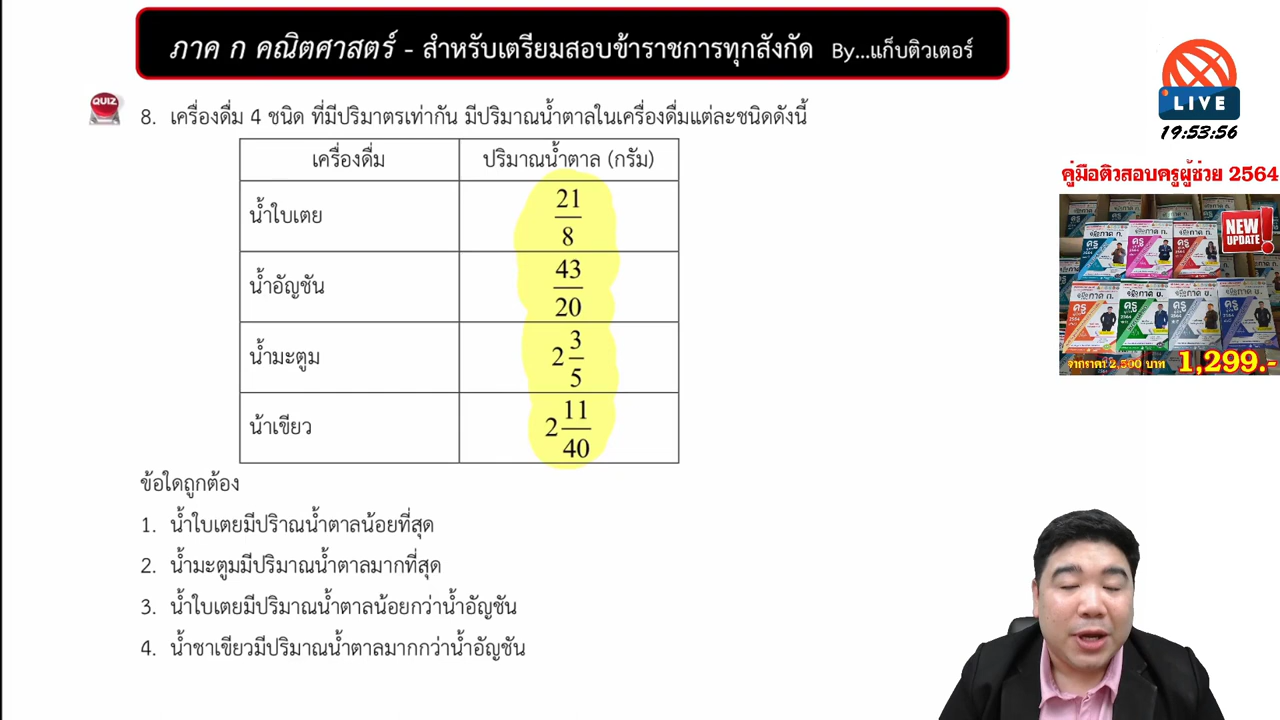 ภาค ก คณิตศาสตร์ - สำหรับเตรียมสอบข้าราชการทุกสังกัด By...แก็บติวเตอร์
LIVE
19:53:56
QUIZ
8. เครื่องดื่ม 4 ชนิด ที่มีปริมาตรเท่ากัน มีปริมาณน้ำตาลในเครื่องดื่มแต่ละชนิดดังนี้
เครื่องดื่ม ปริมาณน้ำตาล (กรัม)
น้ำใบเตย 21/8
น้ำอัญชัน 43/20
น้ำมะตูม 2 3/5
น้าเขียว 2 11/40
ข้อใดถูกต้อง
1. น้ำใบเตยมีปริาณน้ำตาลน้อยที่สุด
2. น้ำมะตูมมีปริมาณน้ำตาลมากที่สุด
3. น้ำใบเตยมีปริมาณน้ำตาลน้อยกว่าน้ำอัญชัน
4. น้ำชาเขียวมีปริมาณน้ำตาลมากกว่าน้ำอัญชัน
คู่มือติวสอบครูผู้ช่วย 2564
NEW
UPDATE
จากราคา 2,500 บาท 1,299.-